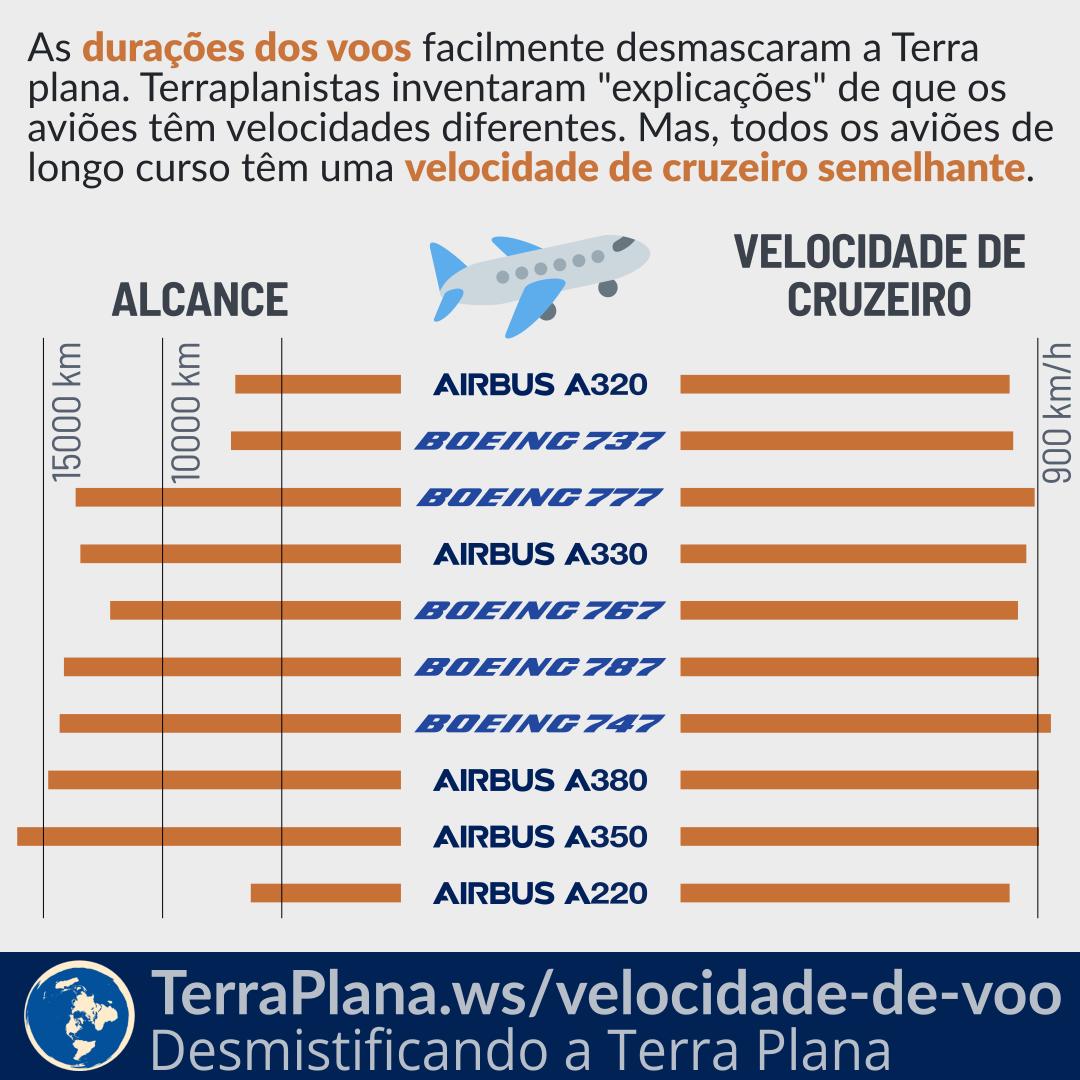 As durações dos voos facilmente desmascaram a Terra
plana. Terraplanistas inventaram "explicações" de que os
aviões têm velocidades diferentes. Mas, todos os aviões de
longo curso têm uma velocidade de cruzeiro semelhante.
ALCANCE
VELOCIDADE DE
CRUZEIRO
15000 km
10000 km
900 km/h
AIRBUS A320
BOEING 737
BOEING 777
AIRBUS A330
BOEING 767
BOEING 787
BOEING 747
AIRBUS A380
AIRBUS A350
AIRBUS A220
TerraPlana.ws/velocidade-de-voo
Desmistificando a Terra Plana